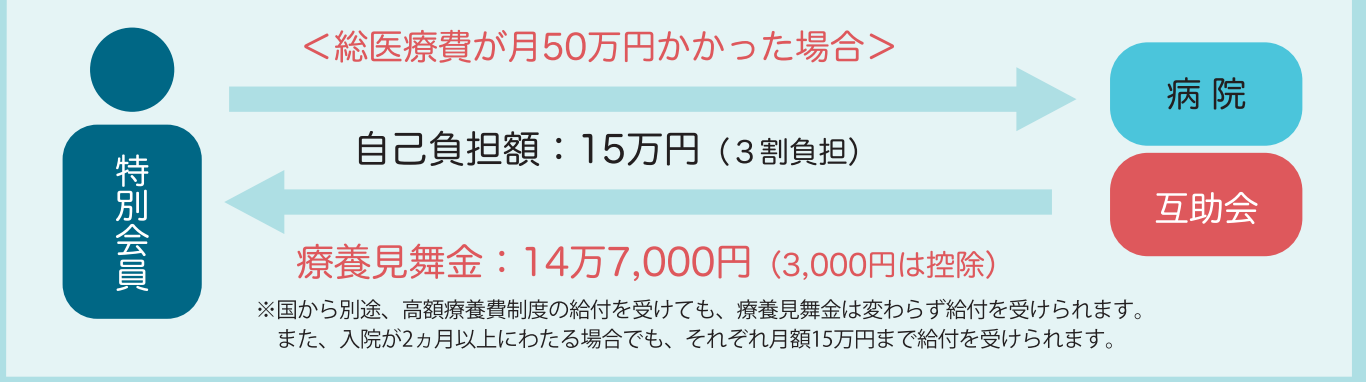 ＜総医療費が月50万円かかった場合＞
病 院
自己負担額：15万円（３割負担）
特別会員
互助会
療養見舞金：14万7,000円（3,000円は控除）
※国から別途、高額療養費制度の給付を受けても、療養見舞金は変わらず給付を受けられます。
また、入院が2ヵ月以上にわたる場合でも、それぞれ月額15万円まで給付を受けられます。